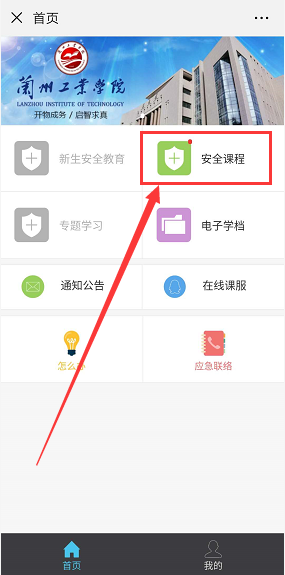 首页
兰州工业学院
LANZHOU INSTITUTE OF TECHNOLOGY
开物成务 / 启智求真
新生安全教育
安全课程
专题学习
电子学档
通知公告
在线课服
怎么办
应急联络
首页
我的